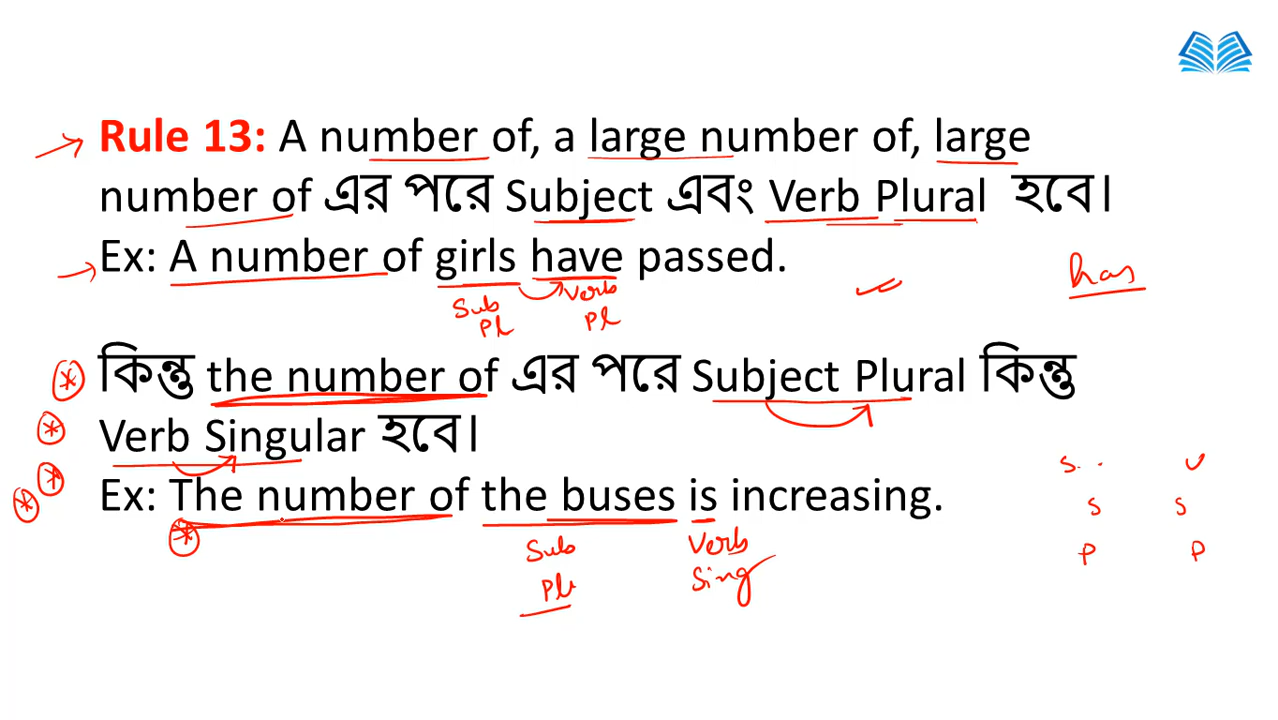 Rule 13: A number of, a large number of, large
number of এর পরে Subject এবং Verb Plural হবে।
Ex: A number of girls have passed.
has
Sub Verb
Pl Pl
কিন্তু the number of এর পরে Subject Plural কিন্তু
Verb Singular হবে।
S v
Ex: The number of the buses is increasing.
S S
Sub Verb
P P
Plu Sing